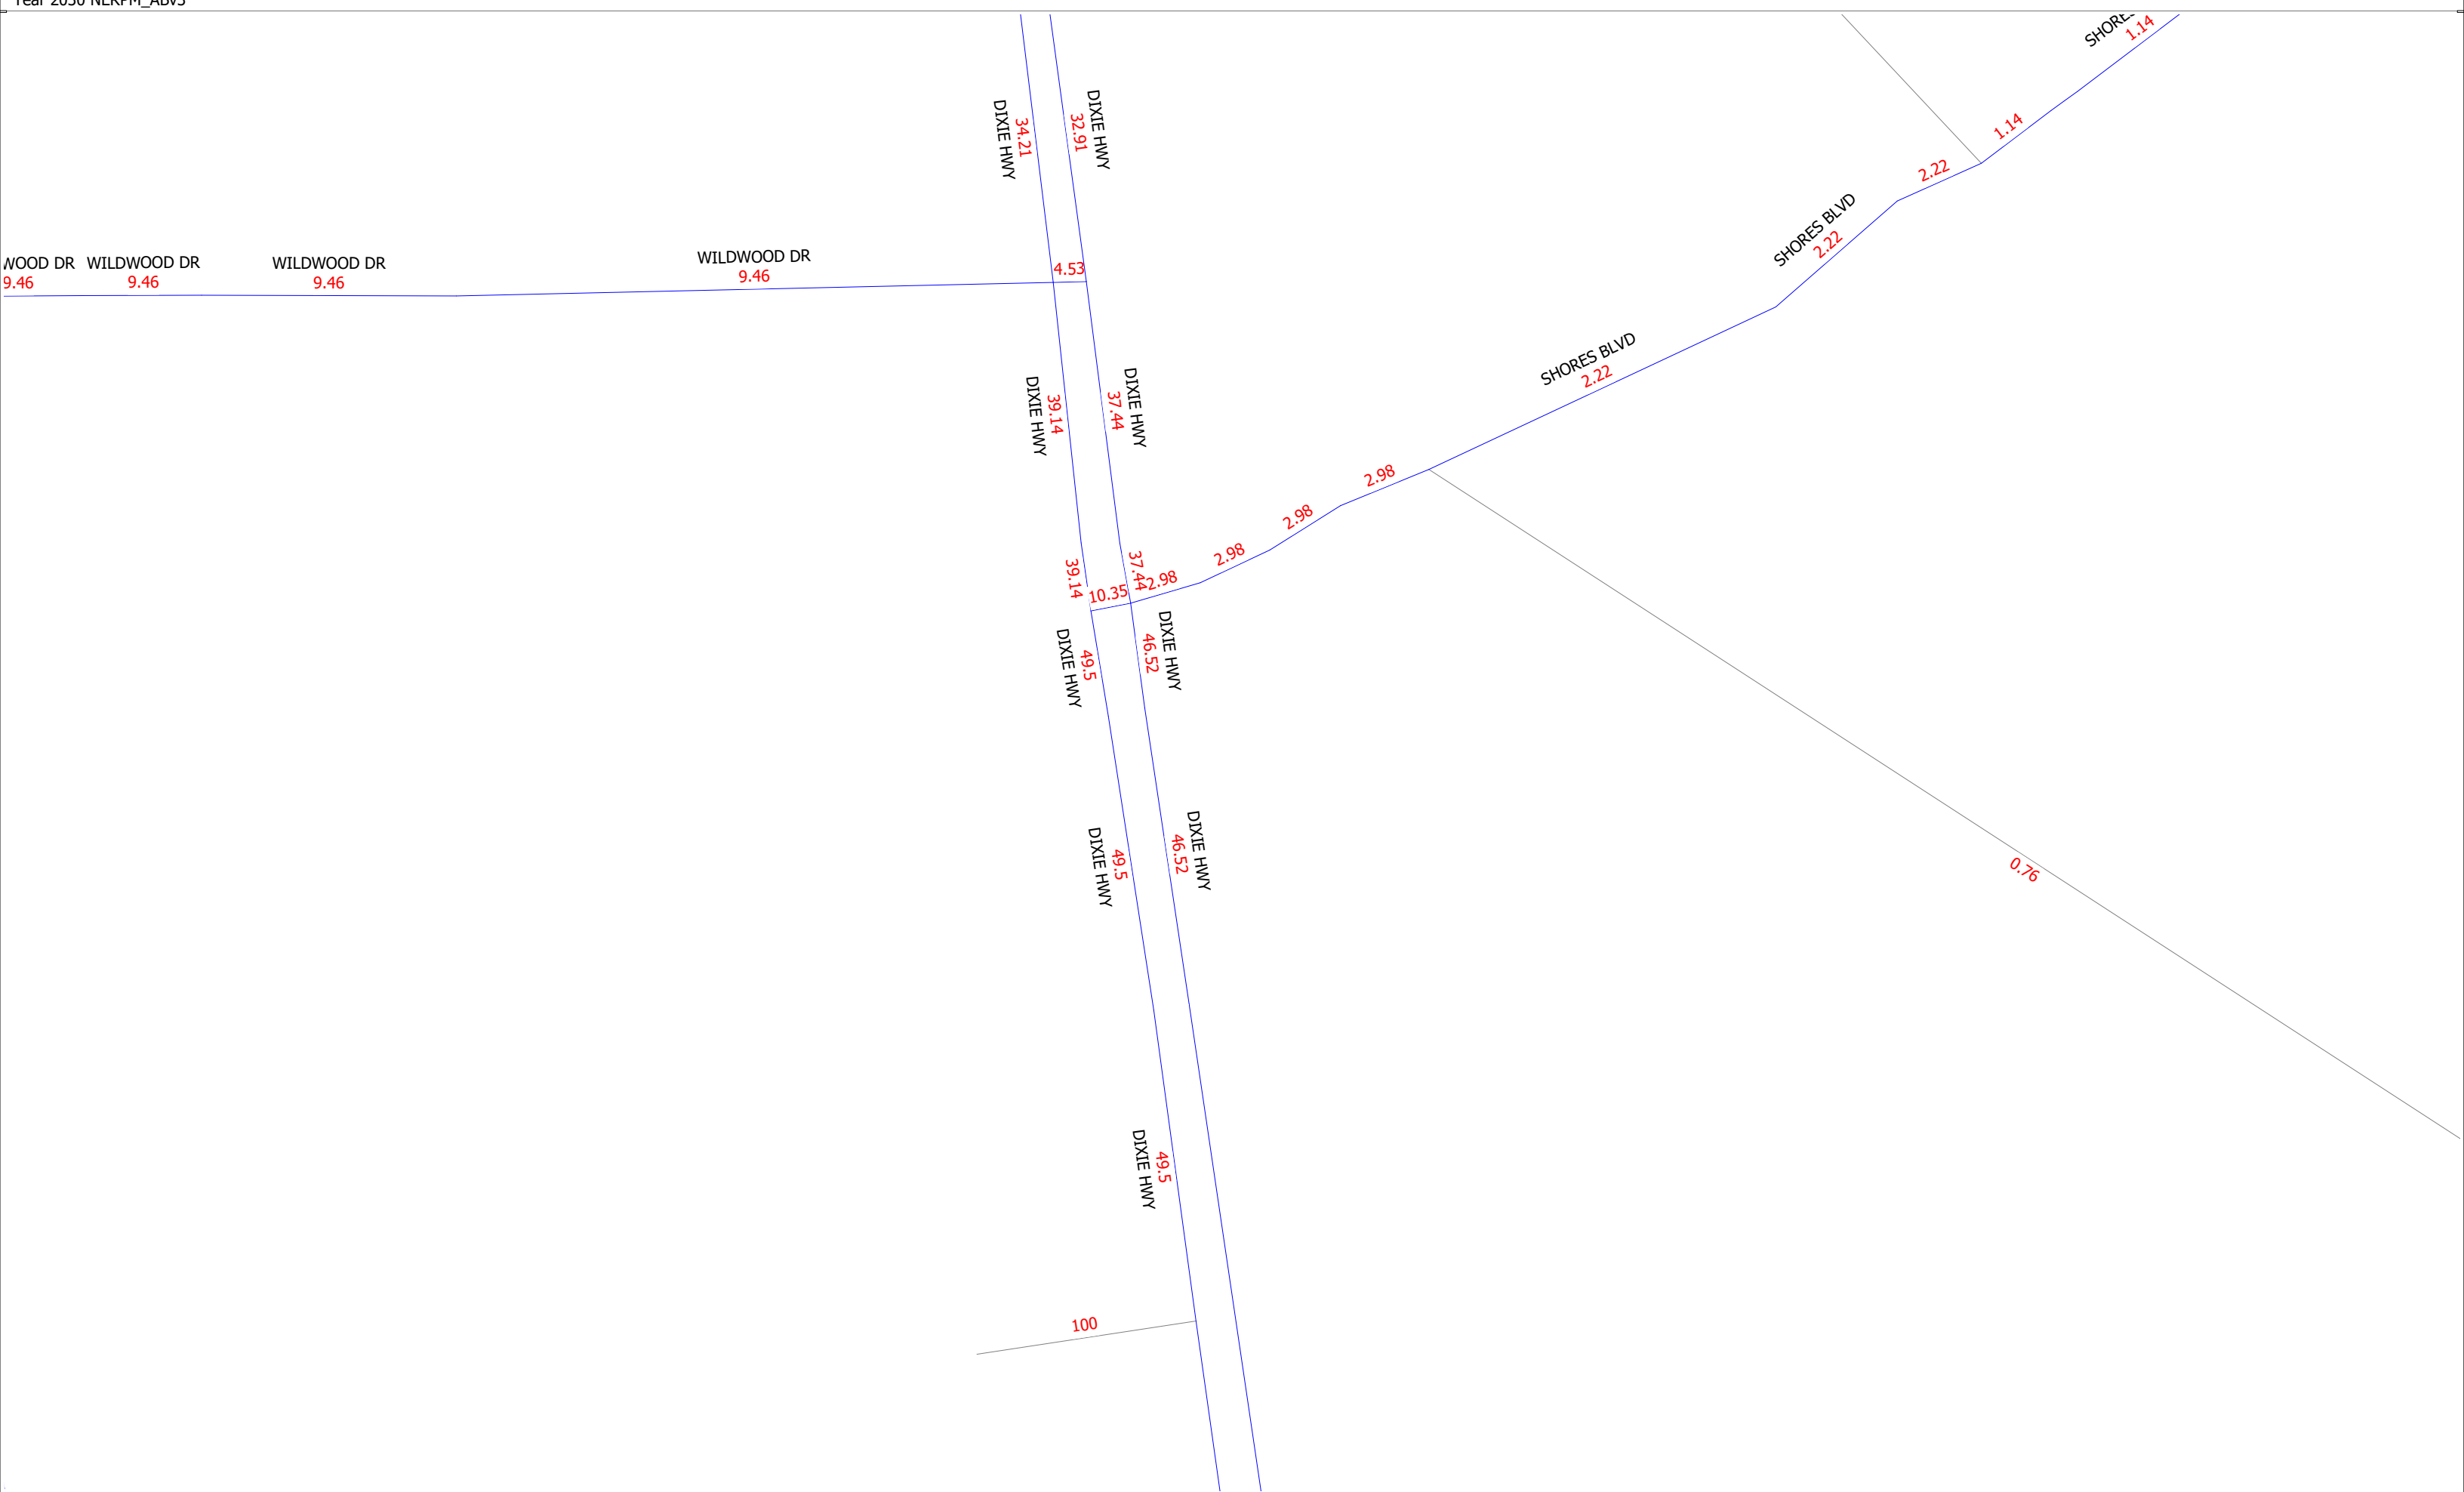 SHORES
1.14
DIXIE HWY
34.21
32.91
DIXIE HWY
1.14
2.22
SHORES BLVD
2.22
WOOD DR
9.46
WILDWOOD DR
9.46
WILDWOOD DR
9.46
WILDWOOD DR
9.46
4.53
SHORES BLVD
2.22
DIXIE HWY
39.14
37.44
DIXIE HWY
2.98
2.98
2.98
2.98
39.14
10.35
37.44
DIXIE HWY
49.5
46.52
DIXIE HWY
DIXIE HWY
49.5
46.52
DIXIE HWY
0.76
DIXIE HWY
49.5
100